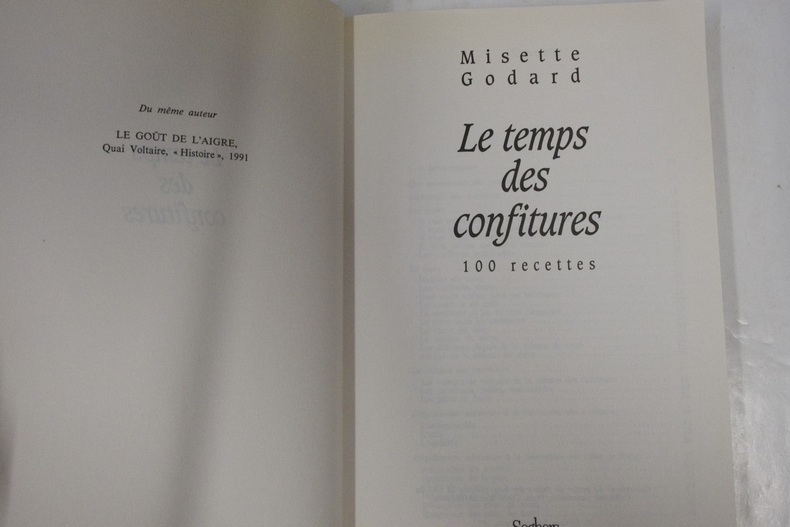 Du même auteur
LE GOÛT DE L'AIGRE,
Quai Voltaire, « Histoire », 1991
Misette
Godard
Le temps
des
confitures
100 recettes